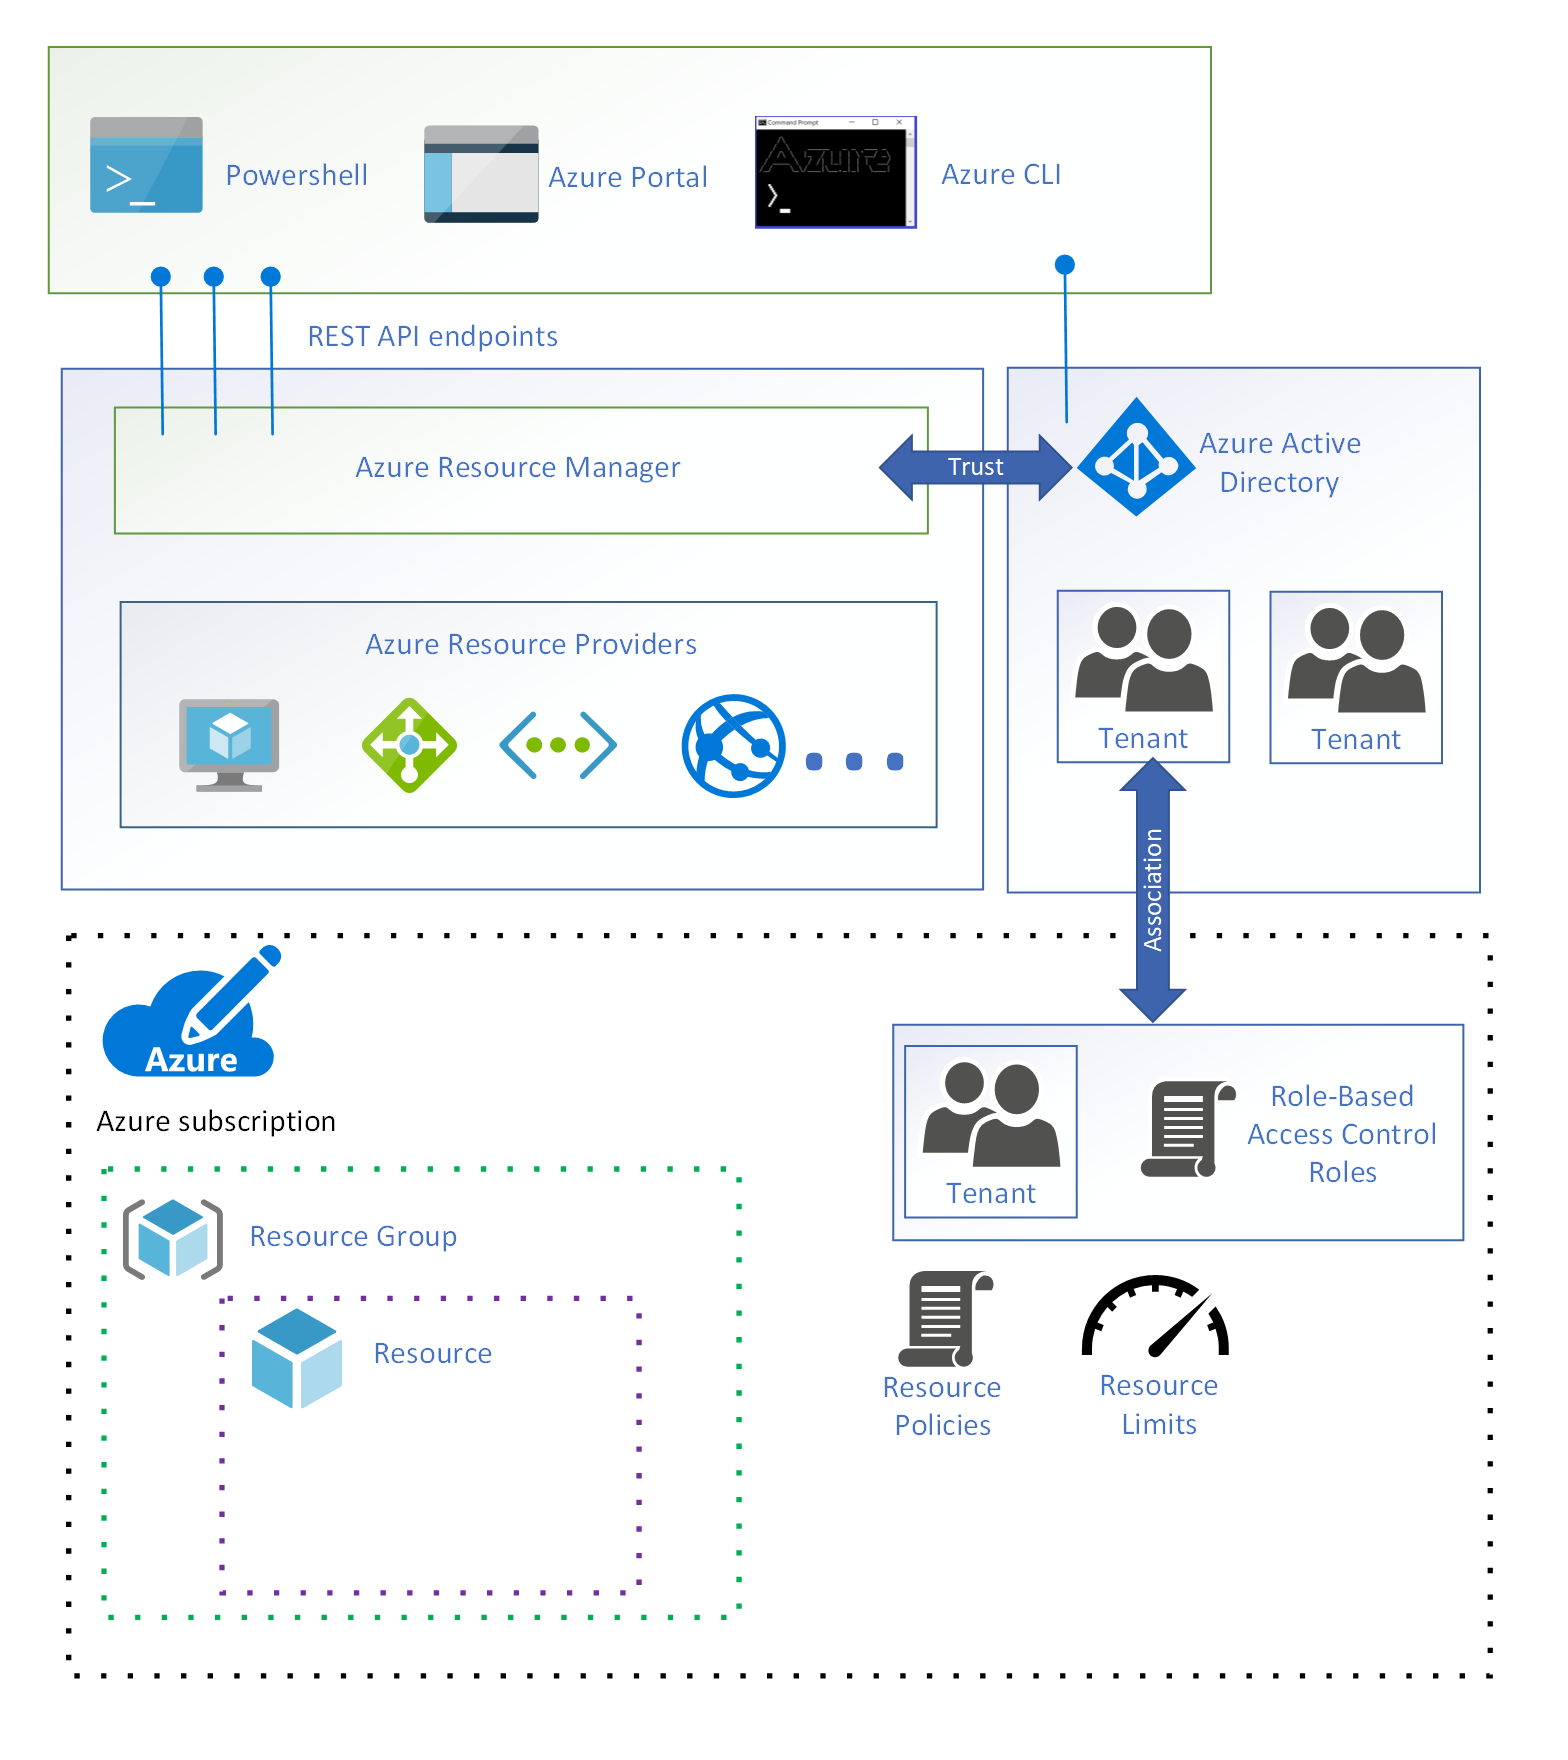 Command Prompt
Azure
Powershell
Azure Portal
Azure CLI
REST API endpoints
Azure Resource Manager
Trust
Azure Active
Directory
Azure Resource Providers
Tenant
Tenant
Association
Azure
Azure subscription
Tenant
Role-Based
Access Control
Roles
Resource Group
Resource
Resource
Policies
Resource
Limits